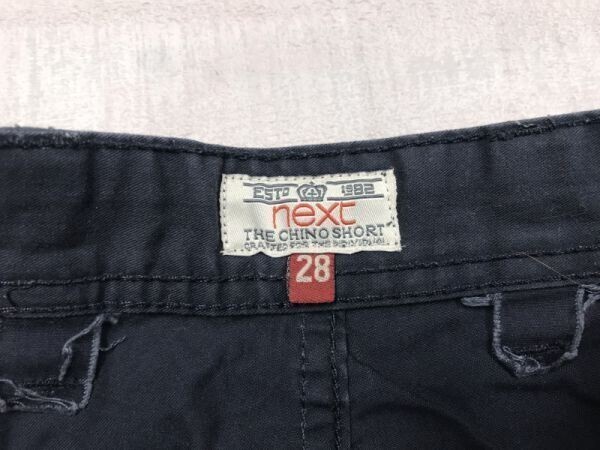 ESTD 1982
next
THE CHINO SHORT
CRAFTED FOR THE INDIVIDUAL
28